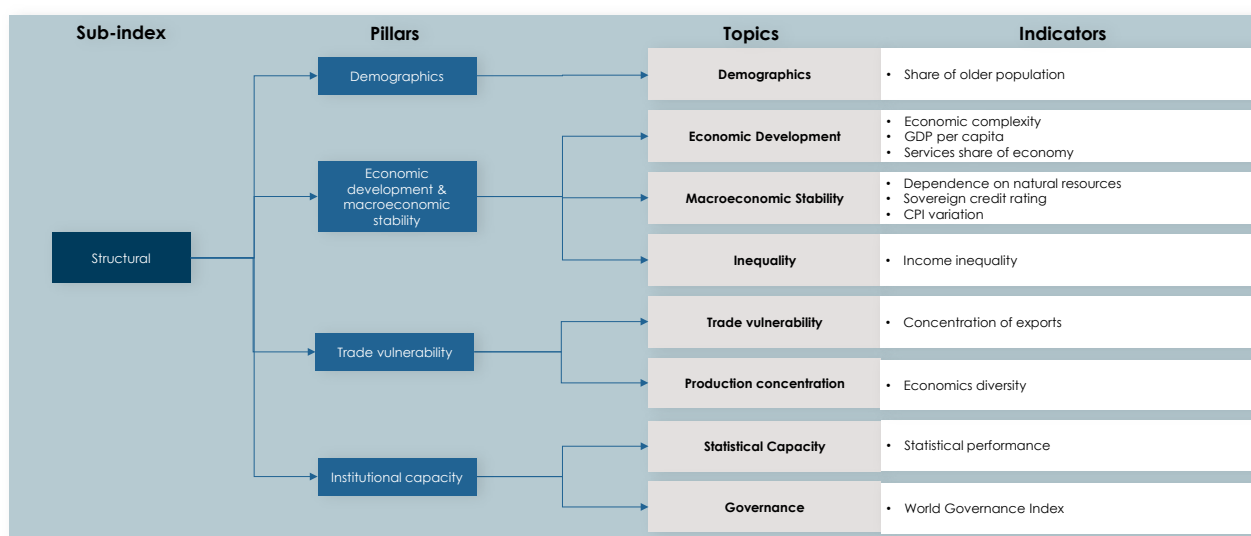 Sub-index
Pillars
Topics
Indicators
Demographics
Demographics
• Share of older population
Economic Development
• Economic complexity
• GDP per capita
• Services share of economy
Economic
development &
macroeconomic
stability
Macroeconomic Stability
• Dependence on natural resources
• Sovereign credit rating
• CPI variation
Structural
Inequality
• Income inequality
Trade vulnerability
Trade vulnerability
• Concentration of exports
Production concentration
• Economics diversity
Institutional capacity
Statistical Capacity
• Statistical performance
Governance
• World Governance Index